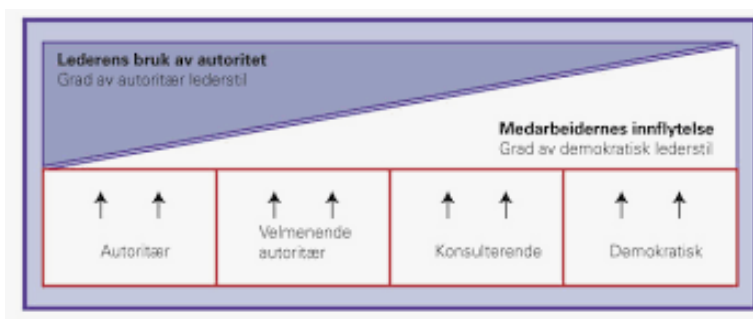 Lederens bruk av autoritet
Grad av autoritær lederstil
Medarbeidernes innflytelse
Grad av demokratisk lederstil
Autoritær
Velmenende
autoritær
Konsulterende
Demokratisk